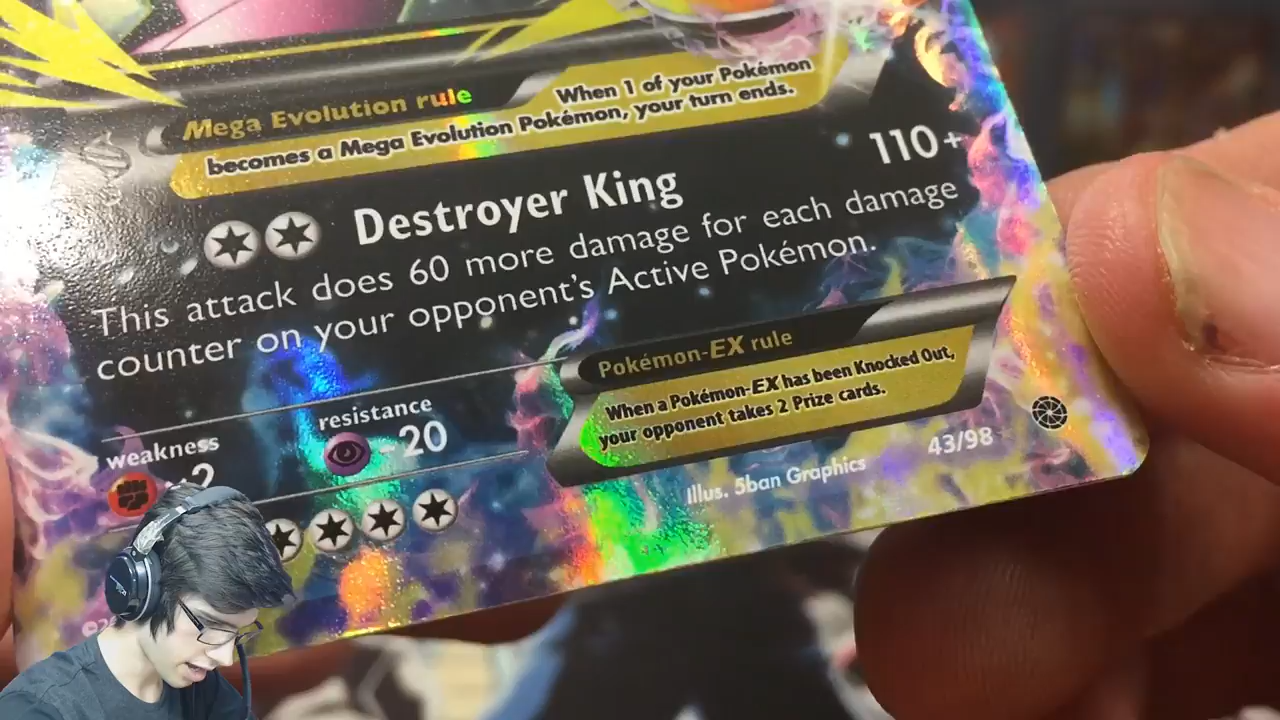 Mega Evolution rule
When 1 of your Pokémon
becomes a Mega Evolution Pokémon, your turn ends.
Destroyer King 110+
This attack does 60 more damage for each damage
counter on your opponent's Active Pokémon.
weakness
×2
resistance
-20
Pokémon-EX rule
When a Pokémon-EX has been Knocked Out,
your opponent takes 2 Prize cards.
Illus. 5ban Graphics
43/98